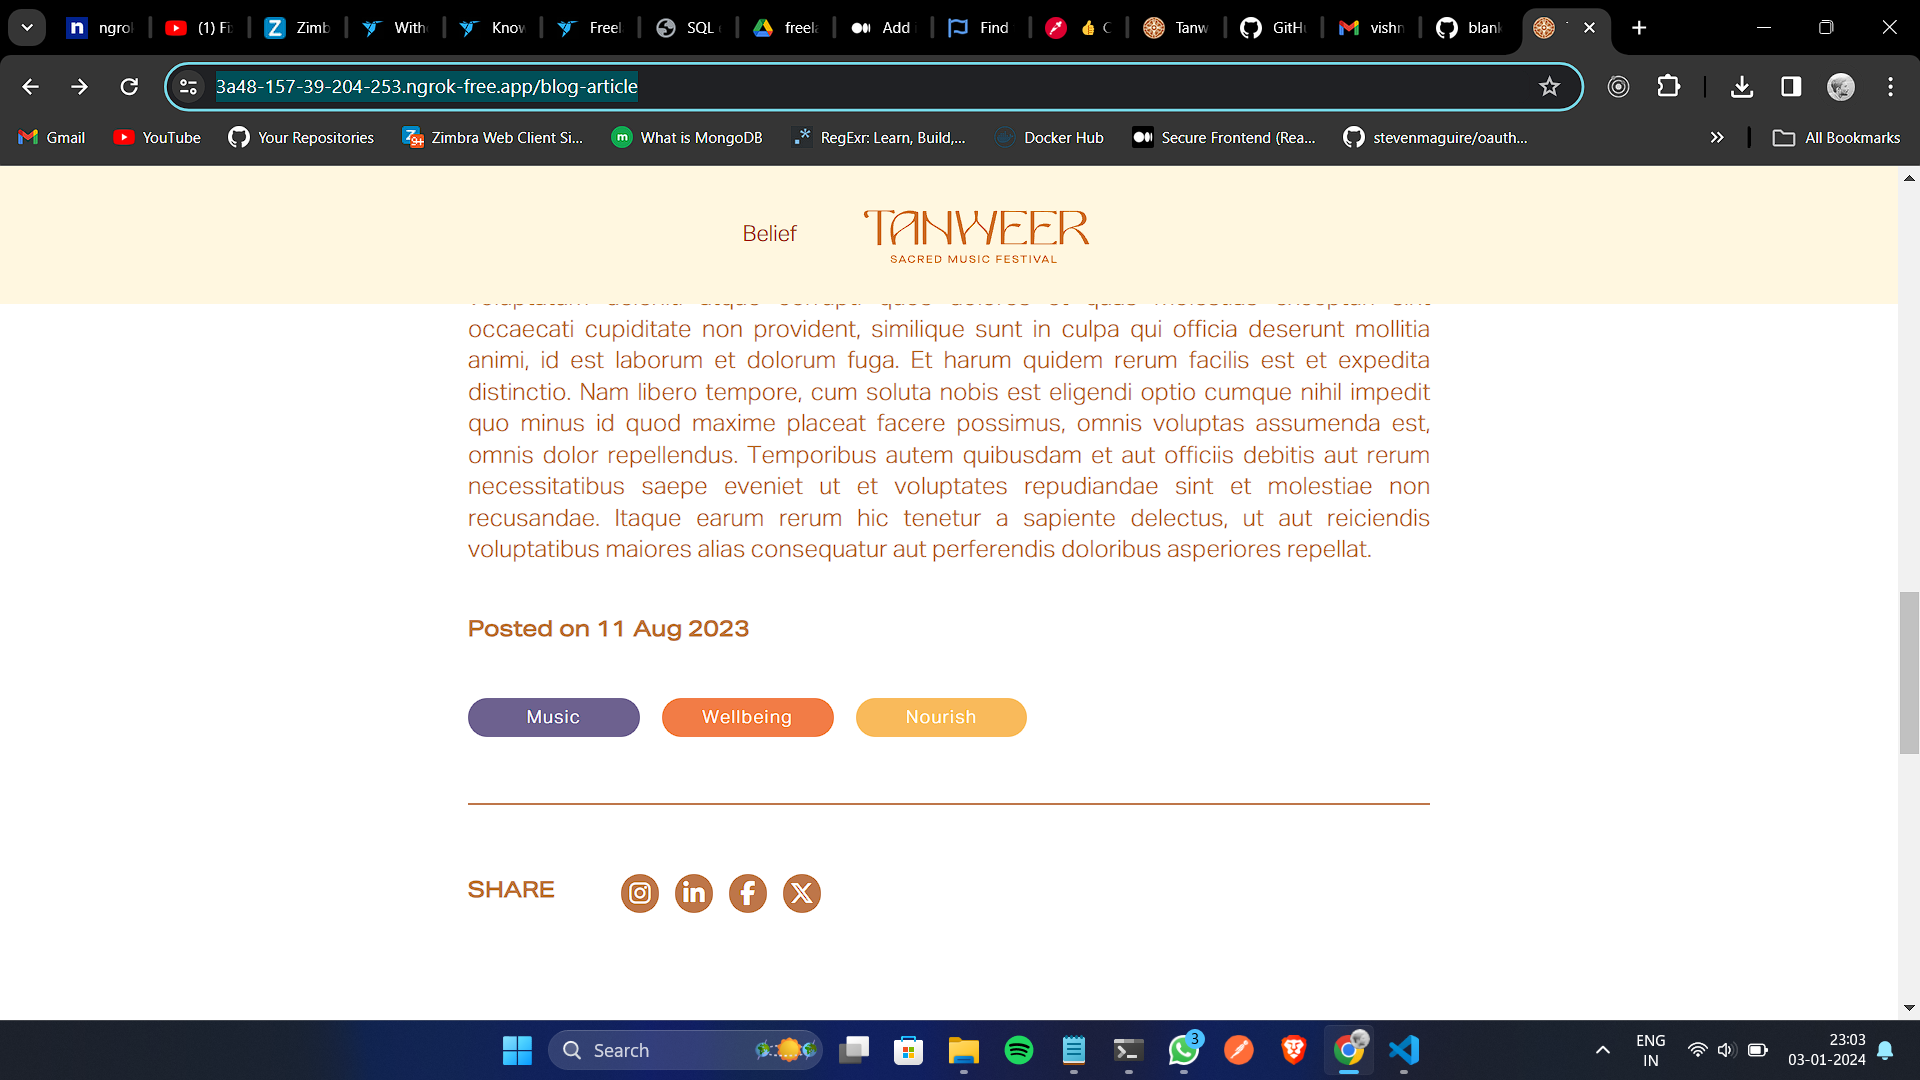 ngrok
(1) Fi
Zimb
With
Know
Freel
SQL
freela
Add
Find
Tanw
GitHu
vishn
blank
3a48-157-39-204-253.ngrok-free.app/blog-article
Gmail
YouTube
Your Repositories
Zimbra Web Client Si...
What is MongoDB
RegExr: Learn, Build,...
Docker Hub
Secure Frontend (Rea...
stevenmaguire/oauth...
All Bookmarks
Belief
TANWEER
SACRED MUSIC FESTIVAL
occaecati cupiditate non provident, similique sunt in culpa qui officia deserunt mollitia
animi, id est laborum et dolorum fuga. Et harum quidem rerum facilis est et expedita
distinctio. Nam libero tempore, cum soluta nobis est eligendi optio cumque nihil impedit
quo minus id quod maxime placeat facere possimus, omnis voluptas assumenda est,
omnis dolor repellendus. Temporibus autem quibusdam et aut officiis debitis aut rerum
necessitatibus saepe eveniet ut et voluptates repudiandae sint et molestiae non
recusandae. Itaque earum rerum hic tenetur a sapiente delectus, ut aut reiciendis
voluptatibus maiores alias consequatur aut perferendis doloribus asperiores repellat.
Posted on 11 Aug 2023
Music
Wellbeing
Nourish
SHARE
Search
3
ENG
IN
23:03
03-01-2024